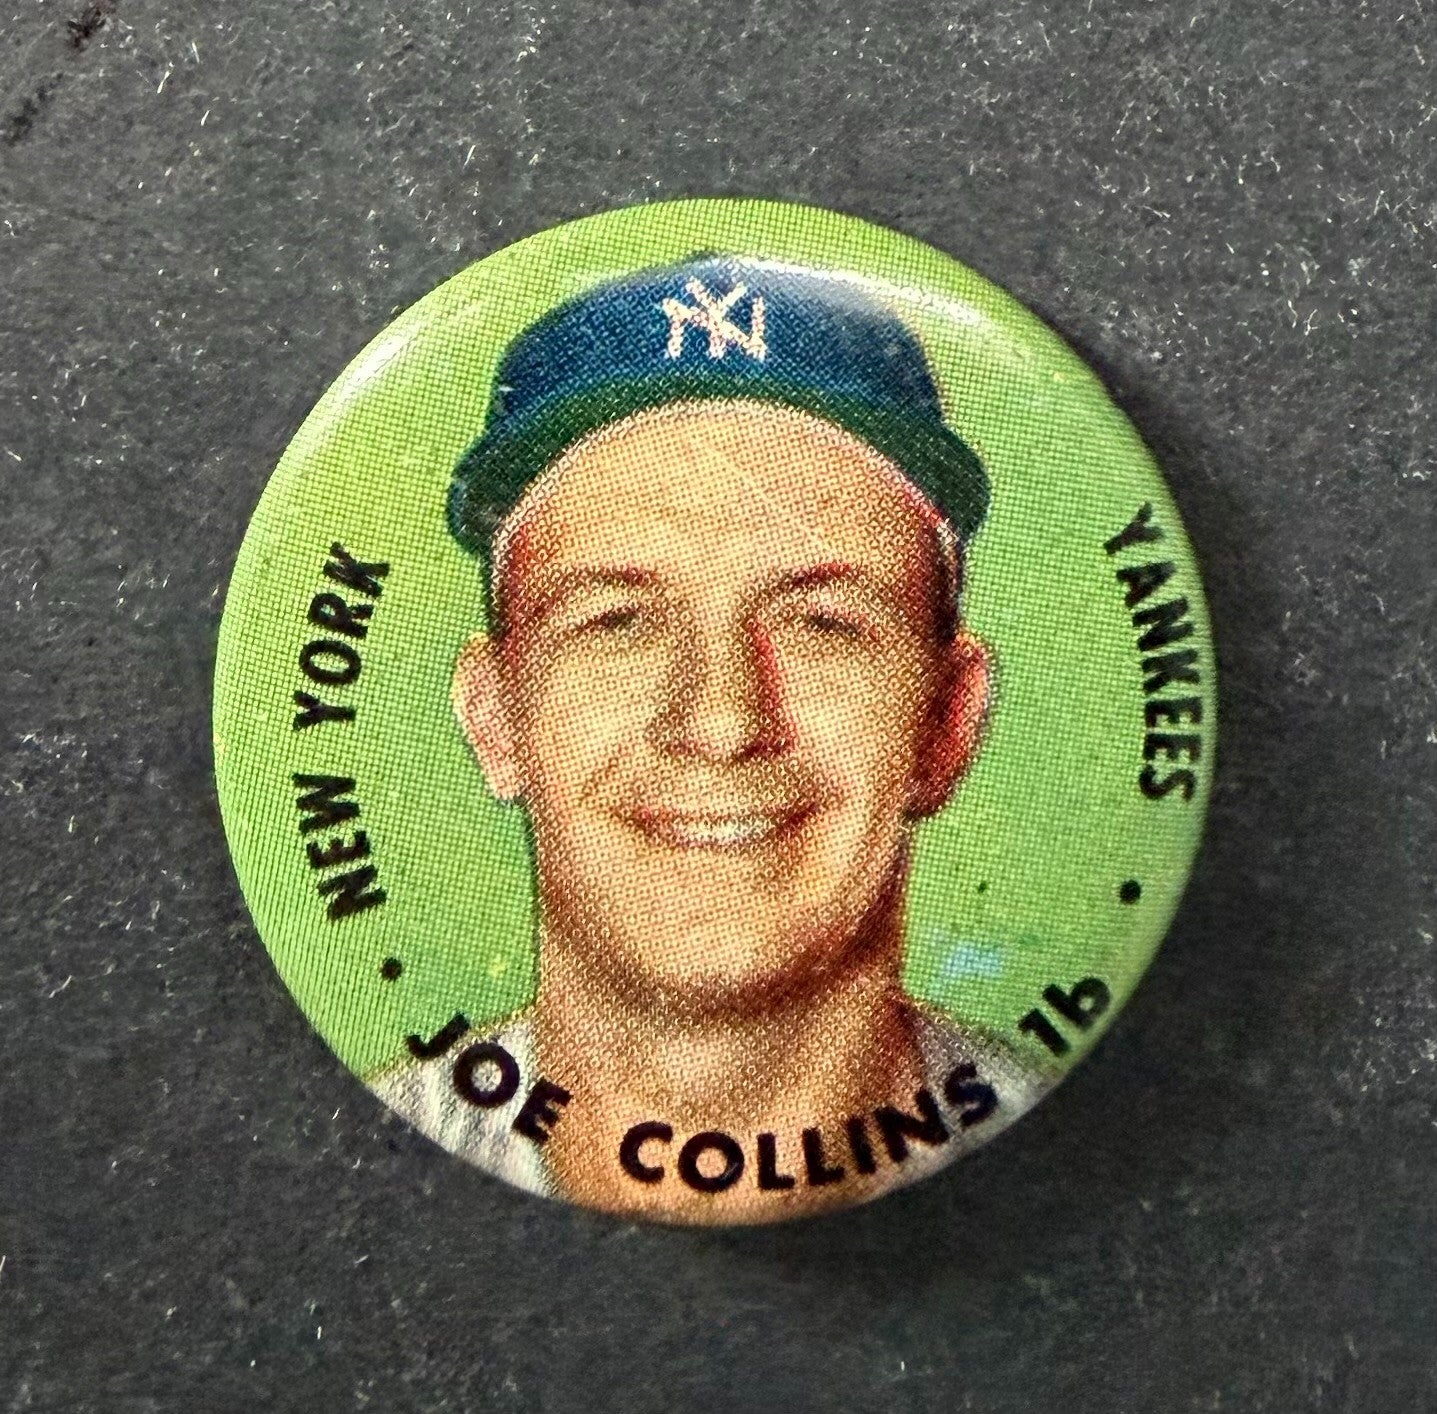 NY
NEW YORK YANKEES
• JOE COLLINS 1b •